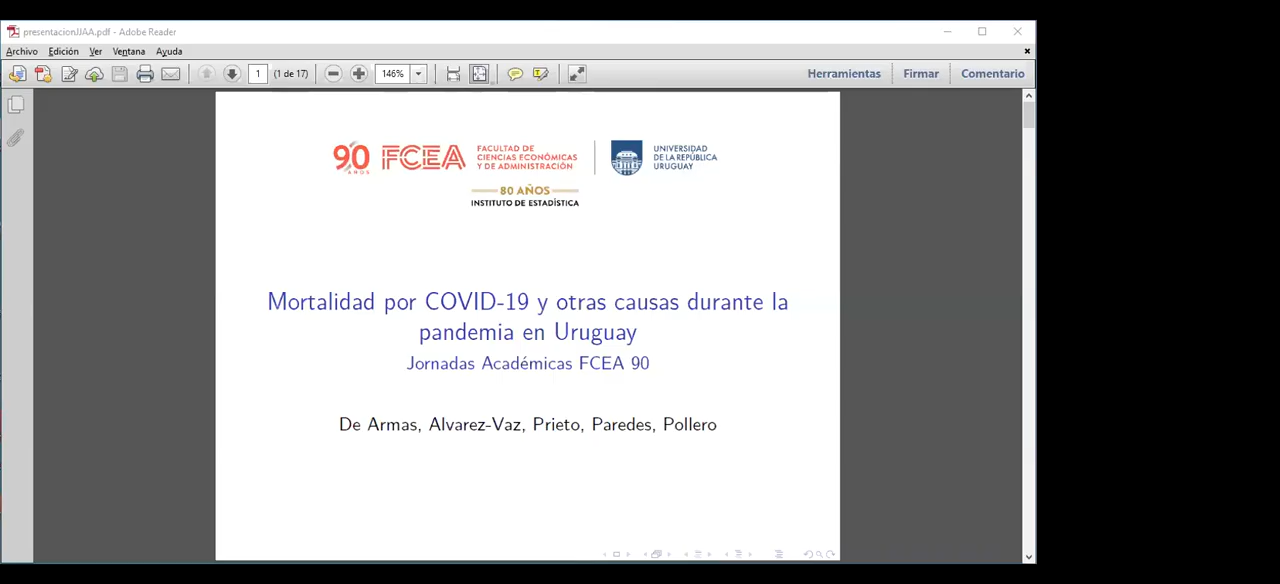 presentacionJJAA.pdf - Adobe Reader
Archivo Edición Ver Ventana Ayuda
1 (1 de 17) 146% Herramientas Firmar Comentario
90 AÑOS FCEA FACULTAD DE
CIENCIAS ECONÓMICAS
Y DE ADMINISTRACIÓN
UNIVERSIDAD
DE LA REPÚBLICA
URUGUAY
80 AÑOS
INSTITUTO DE ESTADÍSTICA
Mortalidad por COVID-19 y otras causas durante la
pandemia en Uruguay
Jornadas Académicas FCEA 90
De Armas, Alvarez-Vaz, Prieto, Paredes, Pollero